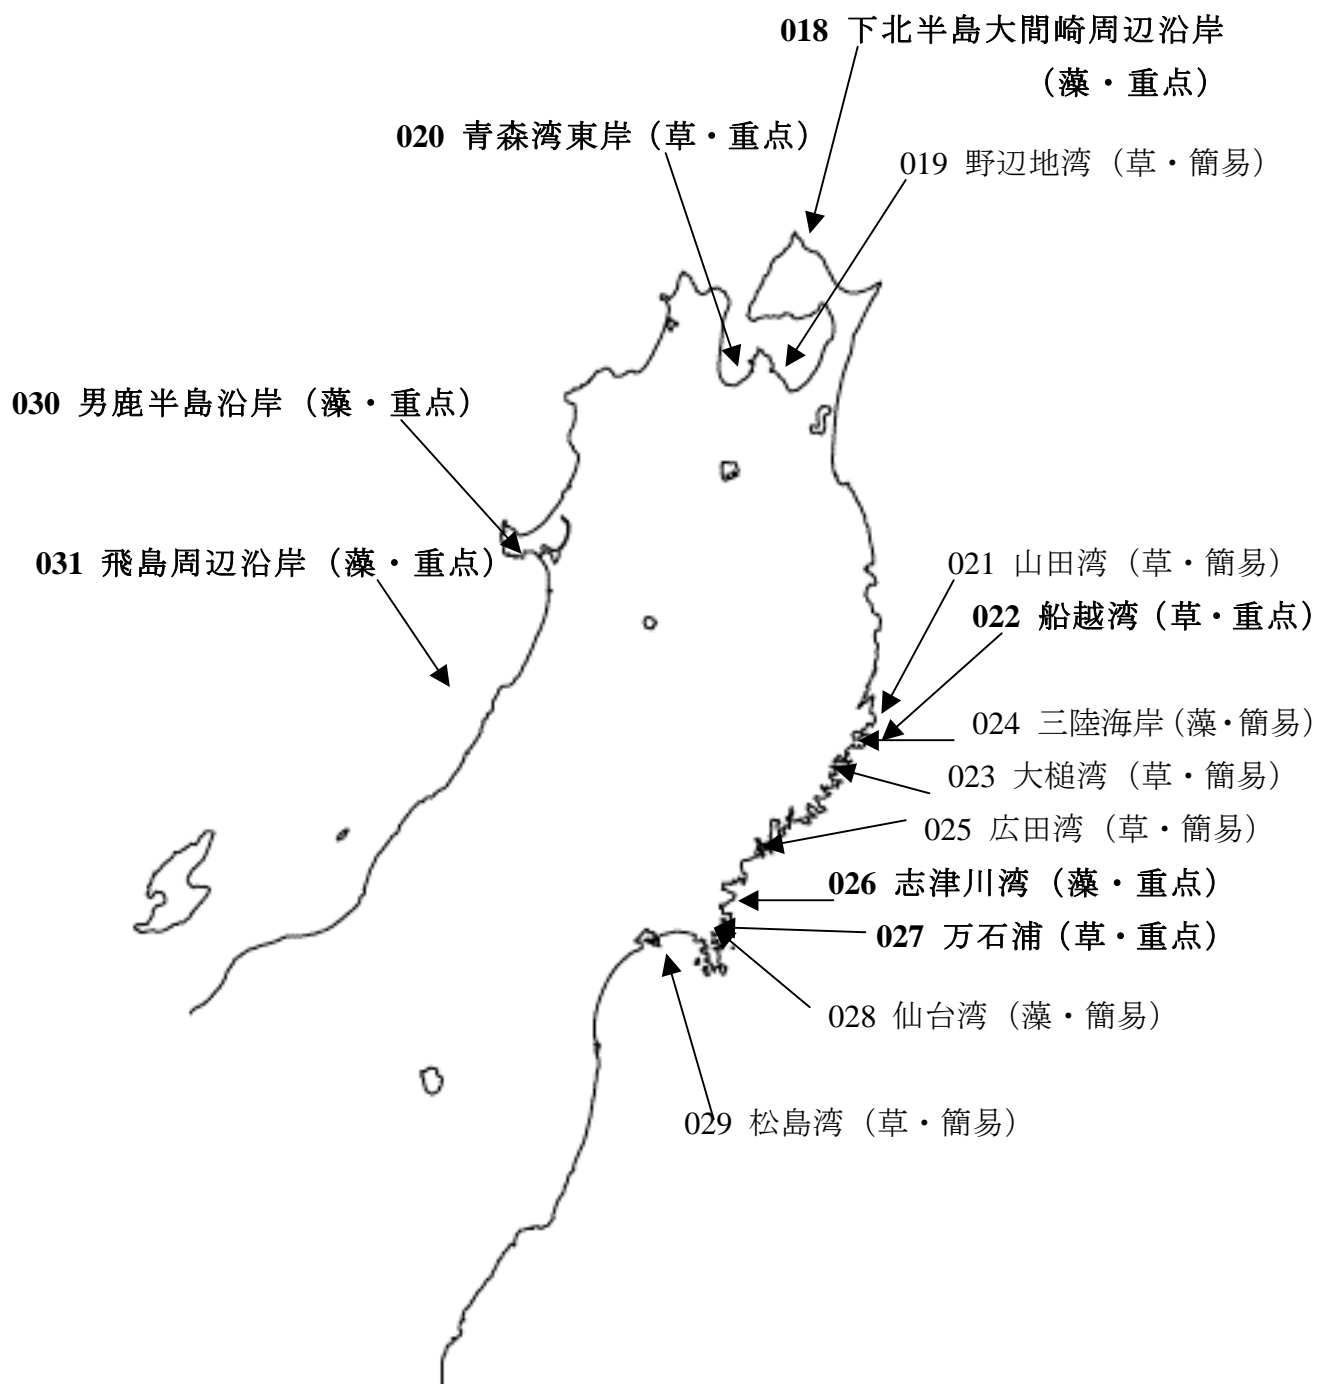 018 下北半島大間崎周辺沿岸
（藻・重点）
020 青森湾東岸（草・重点）
019 野辺地湾（草・簡易）
030 男鹿半島沿岸（藻・重点）
031 飛島周辺沿岸（藻・重点）
021 山田湾（草・簡易）
022 船越湾（草・重点）
024 三陸海岸（藻・簡易）
023 大槌湾（草・簡易）
025 広田湾（草・簡易）
026 志津川湾（藻・重点）
027 万石浦（草・重点）
028 仙台湾（藻・簡易）
029 松島湾（草・簡易）